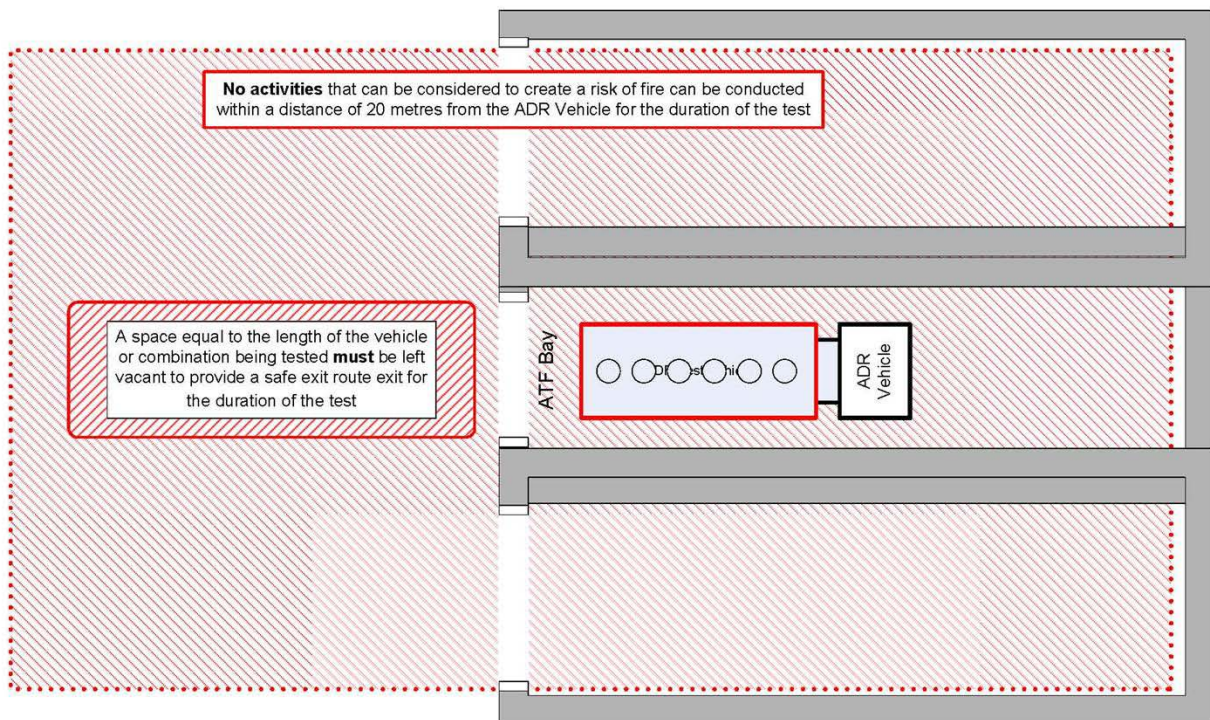 No activities that can be considered to create a risk of fire can be conducted
within a distance of 20 metres from the ADR Vehicle for the duration of the test
A space equal to the length of the vehicle
or combination being tested must be left
vacant to provide a safe exit route exit for
the duration of the test
ATF Bay
ADR
Vehicle